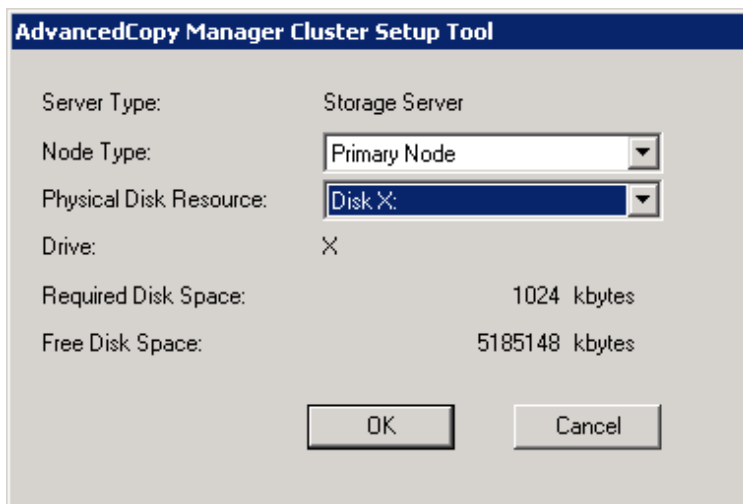 AdvancedCopy Manager Cluster Setup Tool
Server Type: Storage Server
Node Type: Primary Node
Physical Disk Resource: Disk X:
Drive: X
Required Disk Space: 1024 kbytes
Free Disk Space: 5185148 kbytes
OK Cancel